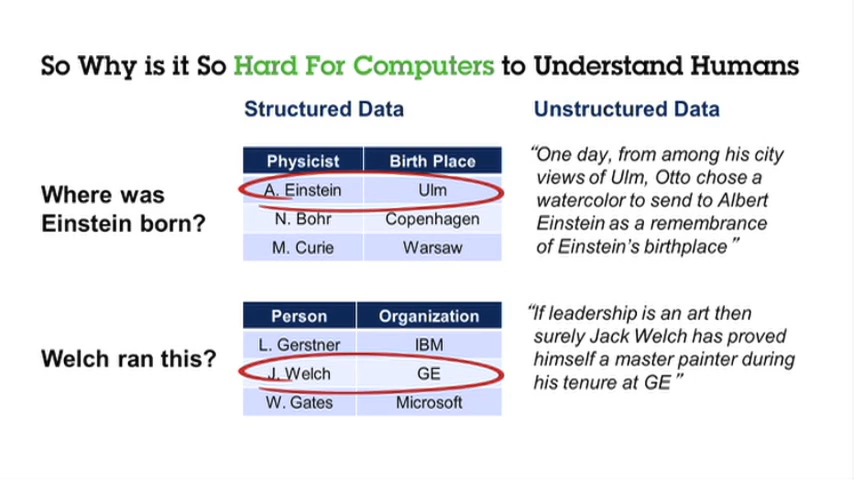 So Why is it So Hard For Computers to Understand Humans
Structured Data
Unstructured Data
Where was
Einstein born?
Physicist Birth Place
A. Einstein Ulm
N. Bohr Copenhagen
M. Curie Warsaw
“One day, from among his city
views of Ulm, Otto chose a
watercolor to send to Albert
Einstein as a remembrance
of Einstein’s birthplace”
Welch ran this?
Person Organization
L. Gerstner IBM
J. Welch GE
W. Gates Microsoft
“If leadership is an art then
surely Jack Welch has proved
himself a master painter during
his tenure at GE”